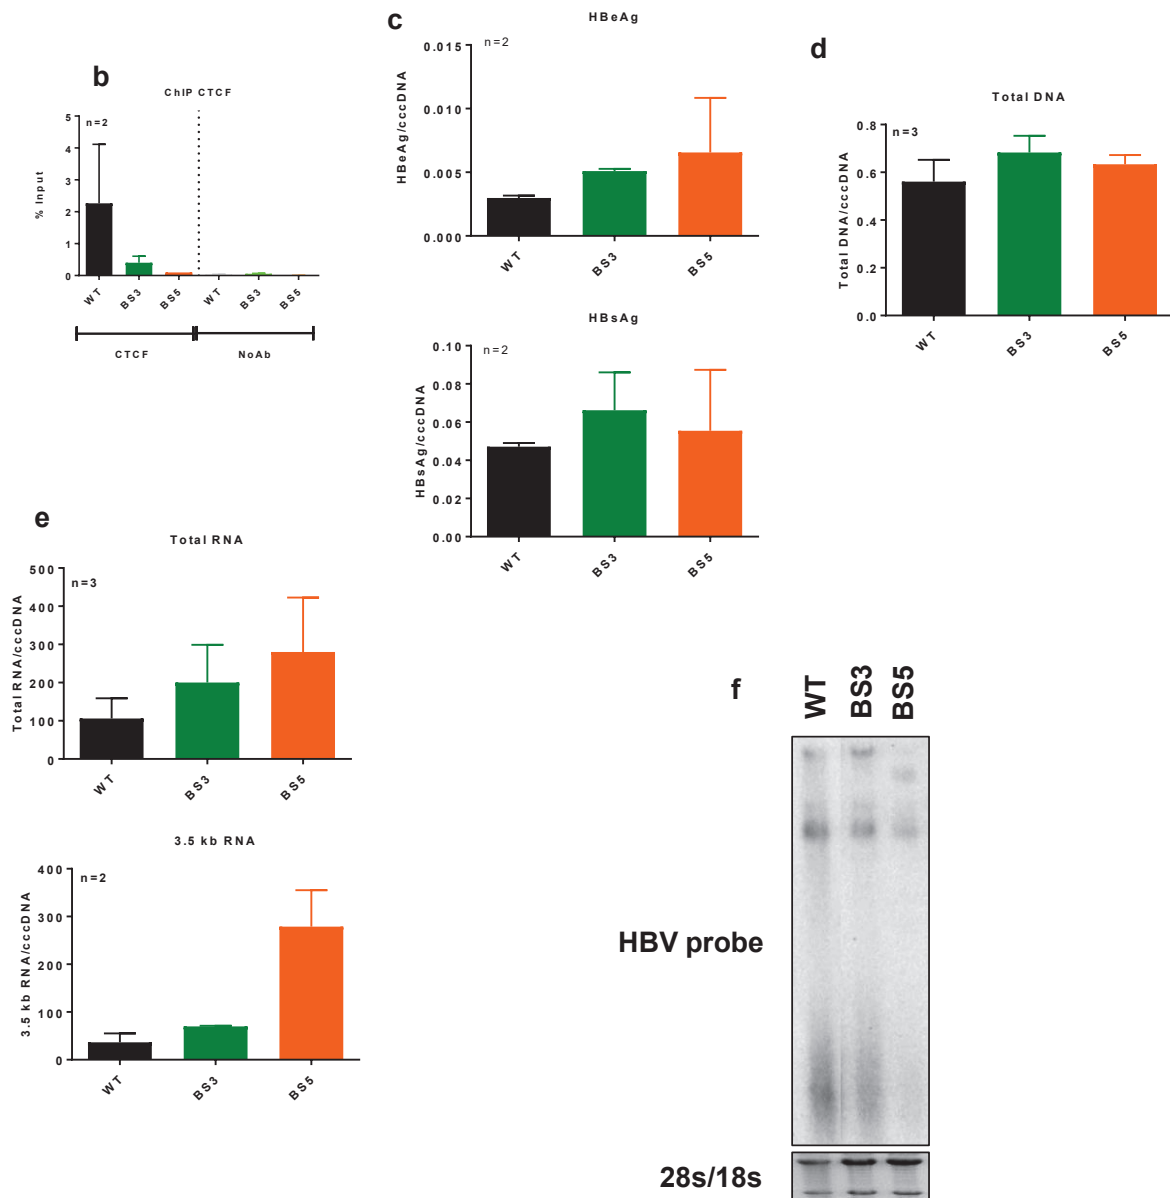 b
ChIP CTCF
n=2
% Input
5
4
3
2
1
0
WT
BS3
BS5
WT
BS3
BS5
CTCF
NoAb
c
HBeAg
n=2
HBeAg/cccDNA
0.015
0.010
0.005
0.000
WT
BS3
BS5
HBsAg
n=2
HBsAg/cccDNA
0.10
0.08
0.06
0.04
0.02
0.00
WT
BS3
BS5
d
Total DNA
n=3
Total DNA/cccDNA
0.8
0.6
0.4
0.2
0.0
WT
BS3
BS5
e
Total RNA
n=3
Total RNA/cccDNA
500
400
300
200
100
0
WT
BS3
BS5
3.5 kb RNA
n=2
3.5 kb RNA/cccDNA
400
300
200
100
0
WT
BS3
BS5
f
WT
BS3
BS5
HBV probe
28s/18s